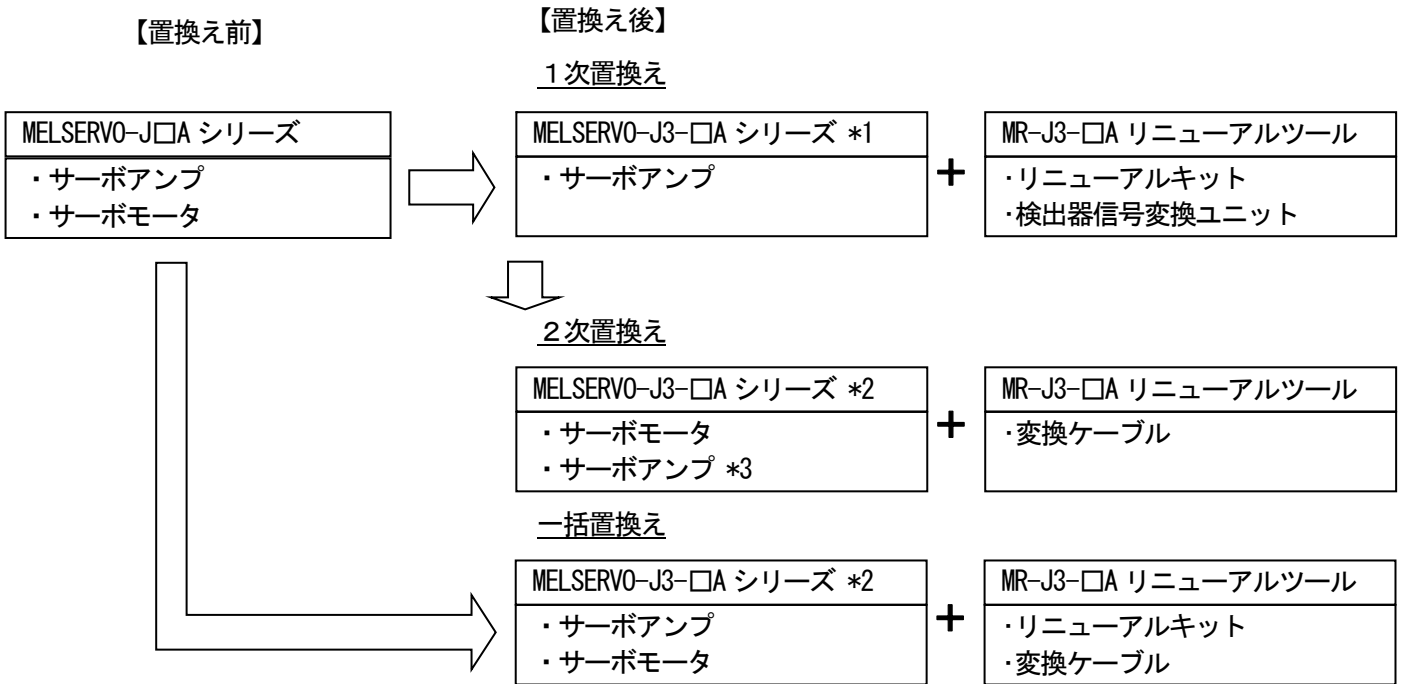 【置換え前】
【置換え後】
１次置換え
MELSERVO-J□A シリーズ
・サーボアンプ
・サーボモータ
MELSERVO-J3-□A シリーズ *1
・サーボアンプ
+
MR-J3-□A リニューアルツール
･リニューアルキット
･検出器信号変換ユニット
２次置換え
MELSERVO-J3-□A シリーズ *2
・サーボモータ
・サーボアンプ *3
+
MR-J3-□A リニューアルツール
･変換ケーブル
一括置換え
MELSERVO-J3-□A シリーズ *2
・サーボアンプ
・サーボモータ
+
MR-J3-□A リニューアルツール
･リニューアルキット
･変換ケーブル